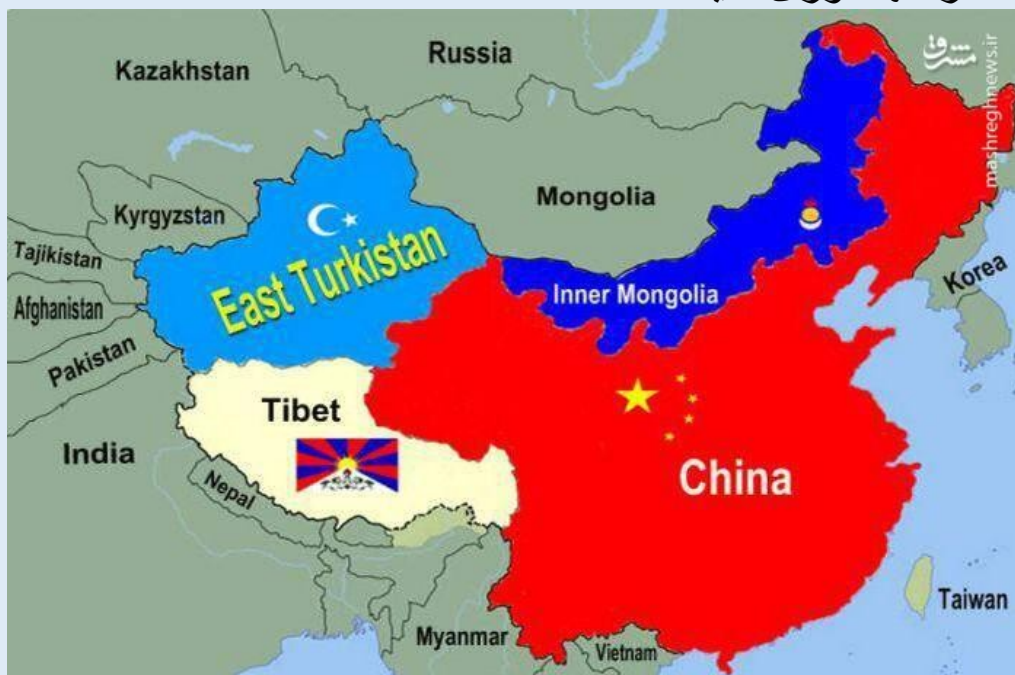 Russia
Kazakhstan
مشرق
mashreghnews.ir
Mongolia
Kyrgyzstan
Tajikistan
East Turkistan
Afghanistan
Inner Mongolia
Korea
Pakistan
Tibet
India
China
Nepal
Taiwan
Myanmar
Vietnam